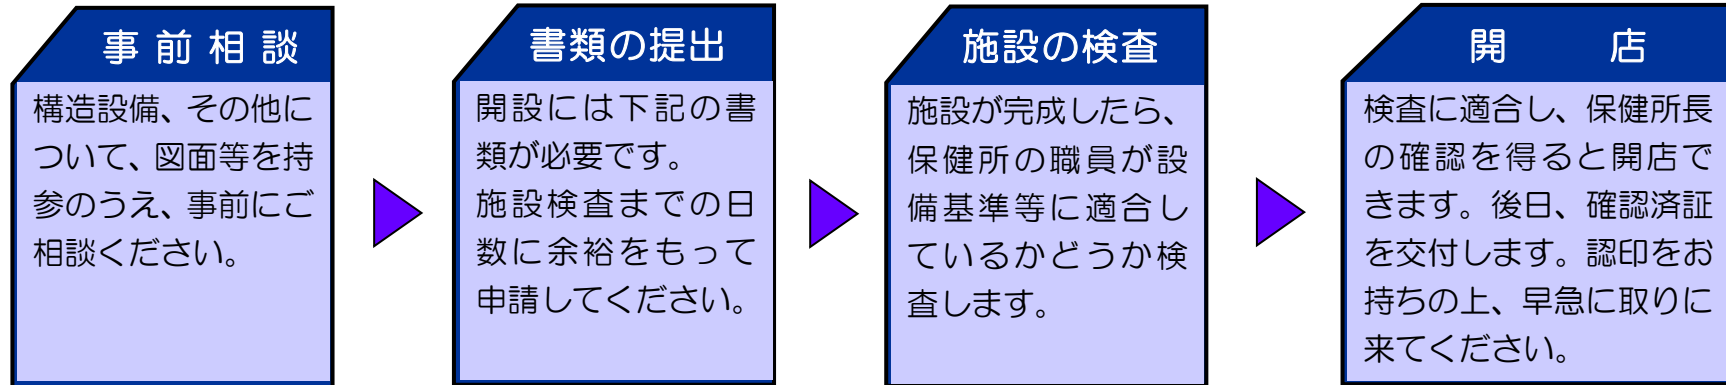 事前相談
構造設備、その他に
ついて、図面等を持
参のうえ、事前にご
相談ください。
書類の提出
開設には下記の書
類が必要です。
施設検査までの日
数に余裕をもって
申請してください。
施設の検査
施設が完成したら、
保健所の職員が設
備基準等に適合し
ているかどうか検
査します。
開店
検査に適合し、保健所長
の確認を得ると開店で
きます。後日、確認済証
を交付します。認印をお
持ちの上、早急に取りに
来てください。